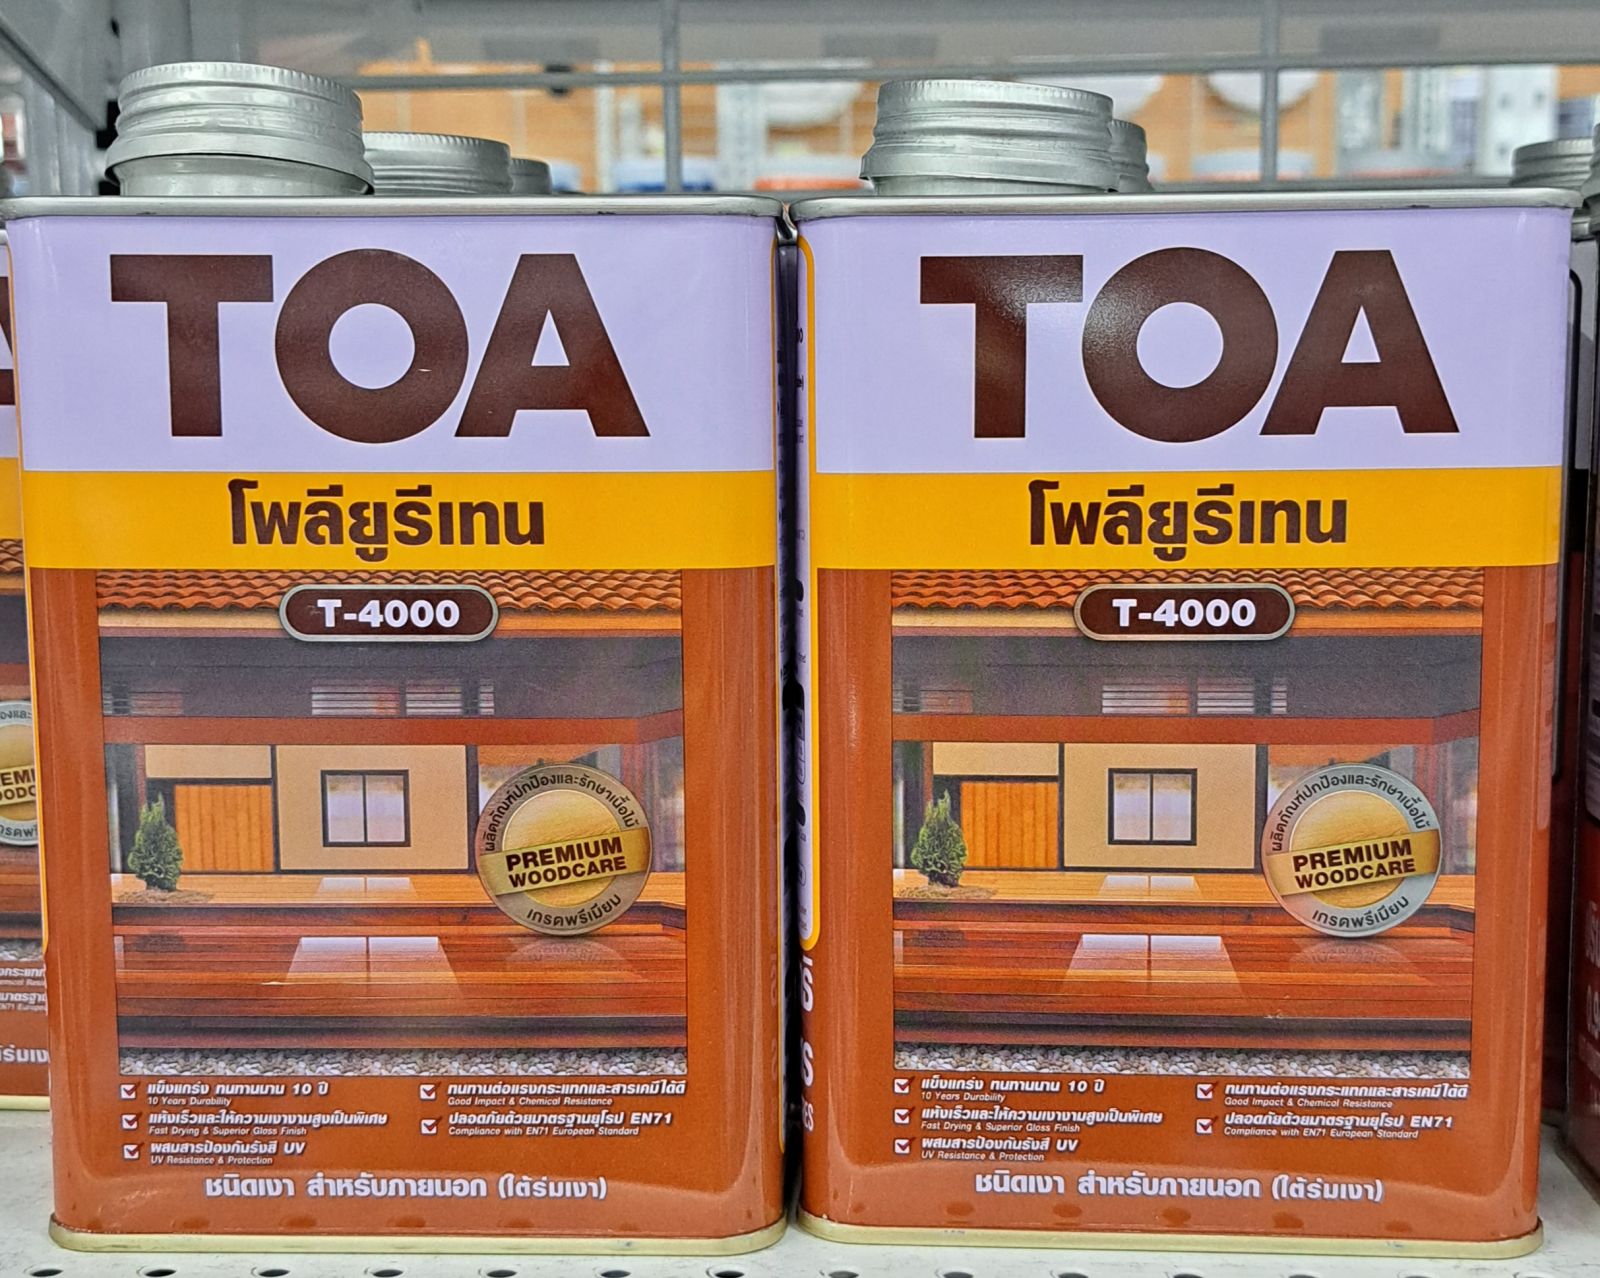 TOA
โพลียูรีเทน
T-4000
ผลิตภัณฑ์ปกป้องและรักษาเนื้อไม้
PREMIUM
WOODCARE
เกรดพรีเมียม
แข็งแกร่ง ทนทานนาน 10 ปี
10 Years Durability
แห้งเร็วและให้ความเงางามสูงเป็นพิเศษ
Fast Drying & Superior Gloss Finish
ผสมสารป้องกันรังสี UV
UV Resistance & Protection
ทนทานต่อแรงกระแทกและสารเคมีได้ดี
Good Impact & Chemical Resistance
ปลอดภัยด้วยมาตรฐานยุโรป EN71
Compliance with EN71 European Standard
ชนิดเงา สำหรับภายนอก (ใต้ร่มเงา)
TOA
โพลียูรีเทน
T-4000
ผลิตภัณฑ์ปกป้องและรักษาเนื้อไม้
PREMIUM
WOODCARE
เกรดพรีเมียม
แข็งแกร่ง ทนทานนาน 10 ปี
10 Years Durability
แห้งเร็วและให้ความเงางามสูงเป็นพิเศษ
Fast Drying & Superior Gloss Finish
ผสมสารป้องกันรังสี UV
UV Resistance & Protection
ทนทานต่อแรงกระแทกและสารเคมีได้ดี
Good Impact & Chemical Resistance
ปลอดภัยด้วยมาตรฐานยุโรป EN71
Compliance with EN71 European Standard
ชนิดเงา สำหรับภายนอก (ใต้ร่มเงา)